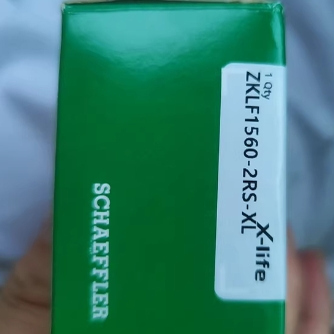 1 Qty
ZKLF1560-2RS-XL
X-life
SCHAEFFLER